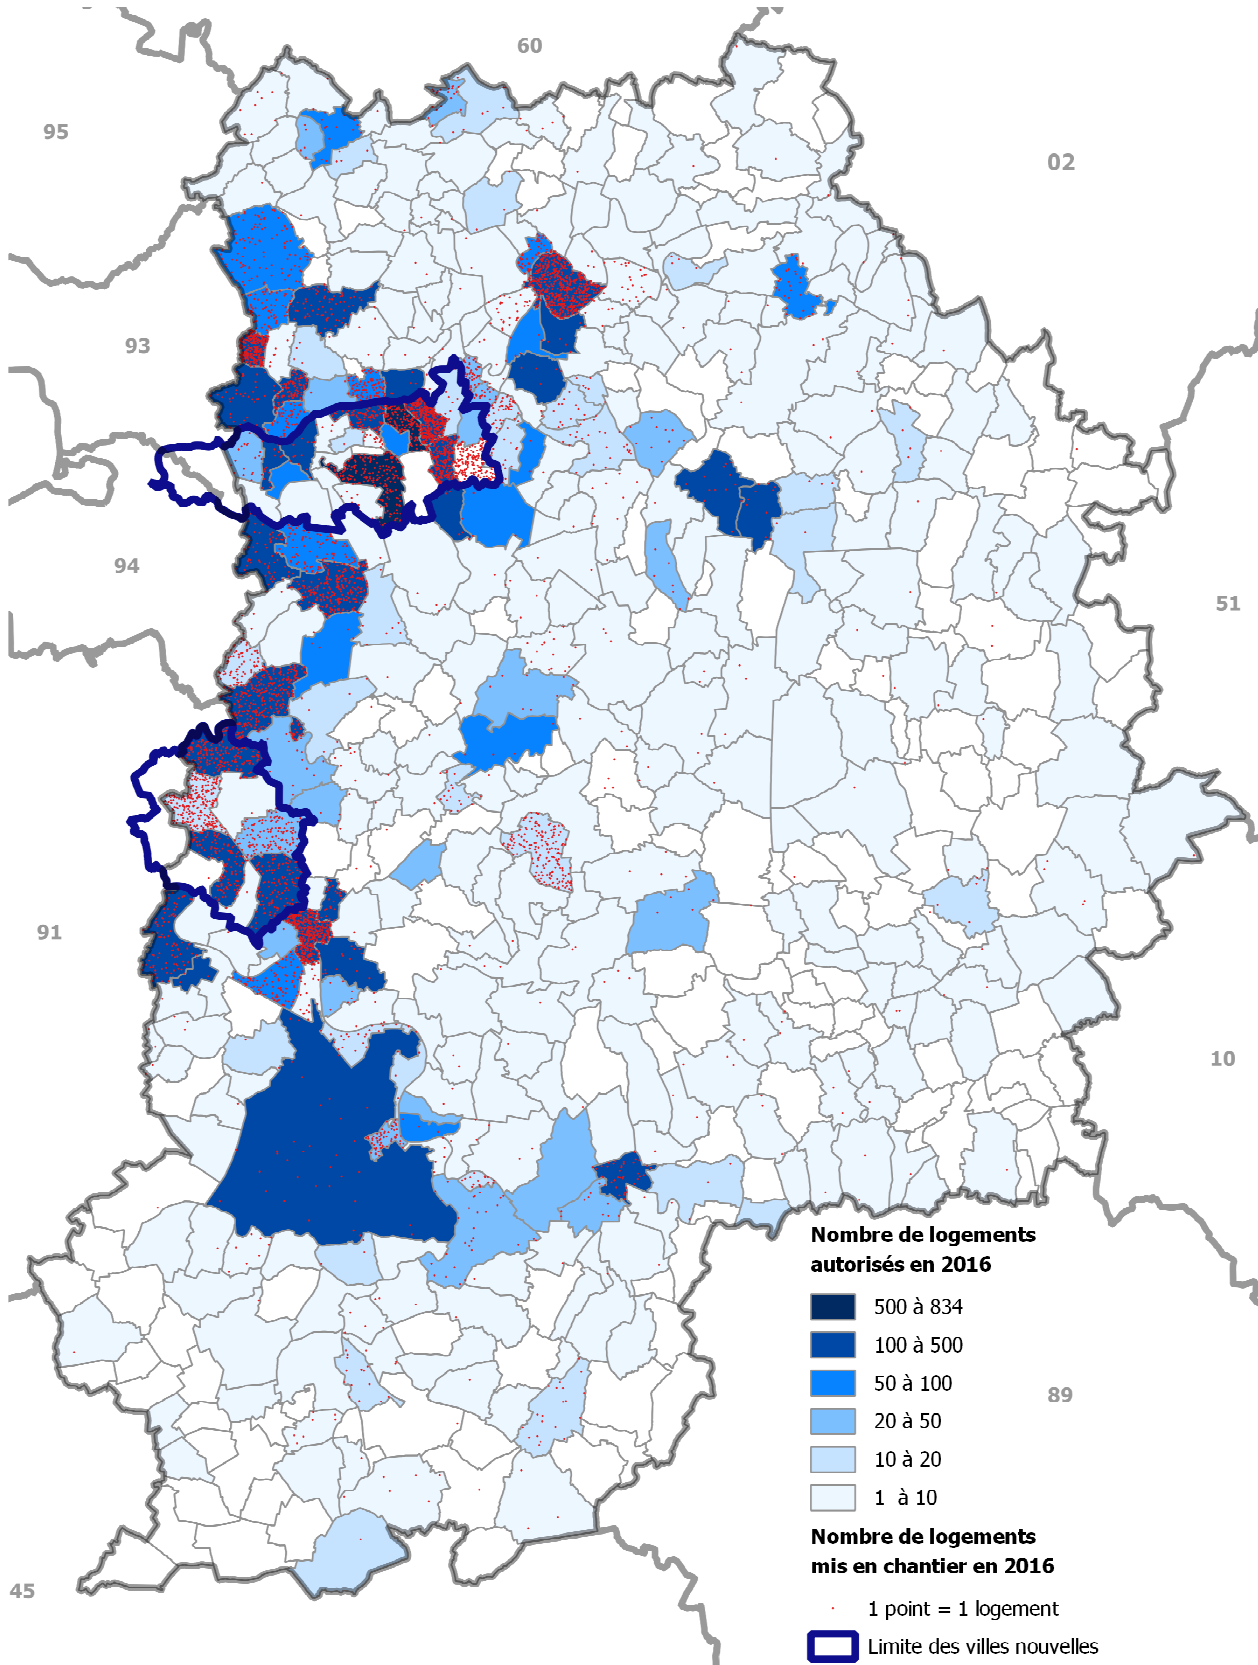 60
95
02
93
94
51
91
10
Nombre de logements
autorisés en 2016
500 à 834
100 à 500
50 à 100
89
20 à 50
10 à 20
1 à 10
Nombre de logements
mis en chantier en 2016
45
1 point = 1 logement
Limite des villes nouvelles